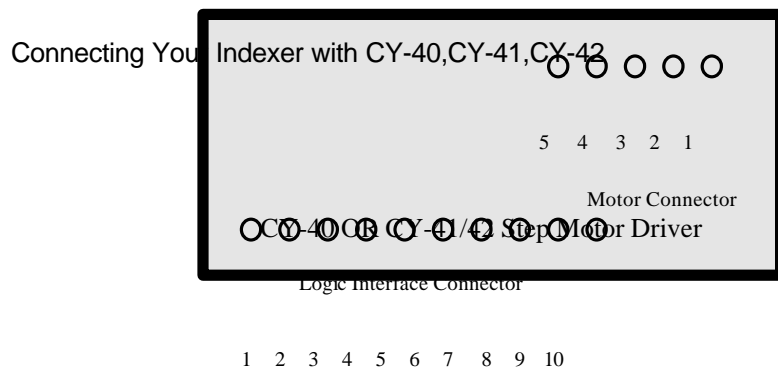 Connecting You Indexer with CY-40,CY-41,CY-42
5 4 3 2 1
Motor Connector
CY-40 OR CY-41/42 Step Motor Driver
Logic Interface Connector
1 2 3 4 5 6 7 8 9 10